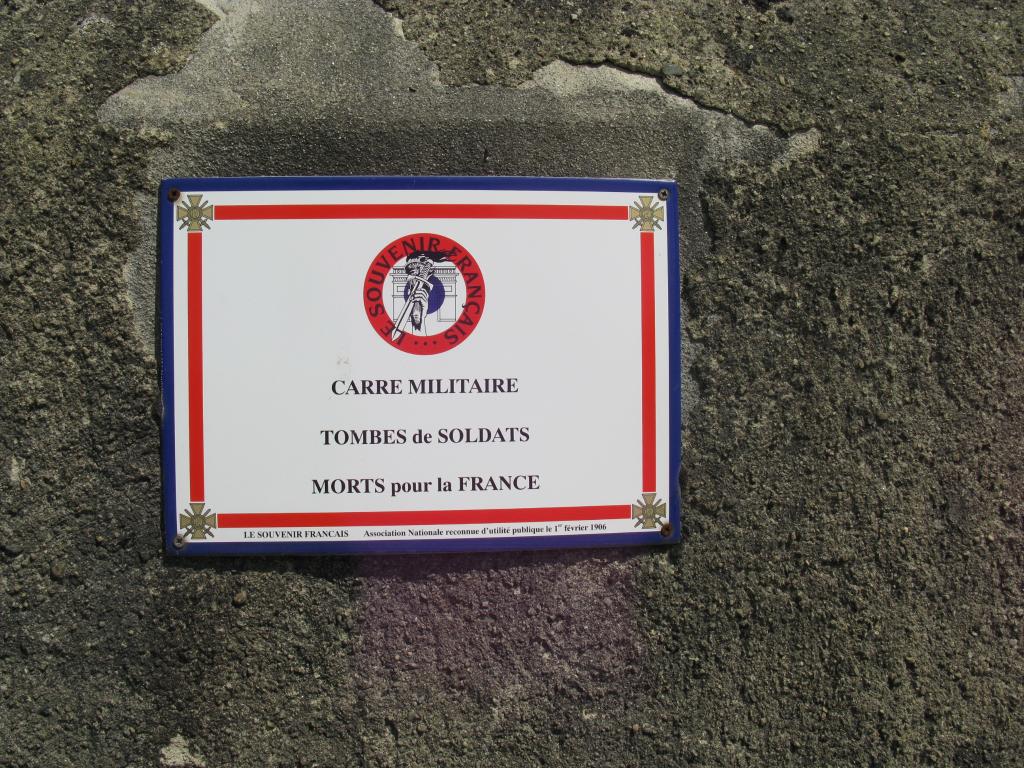 LE SOUVENIR FRANÇAIS
CARRE MILITAIRE
TOMBES de SOLDATS
MORTS pour la FRANCE
LE SOUVENIR FRANCAIS Association Nationale reconnue d'utilité publique le 1er février 1906